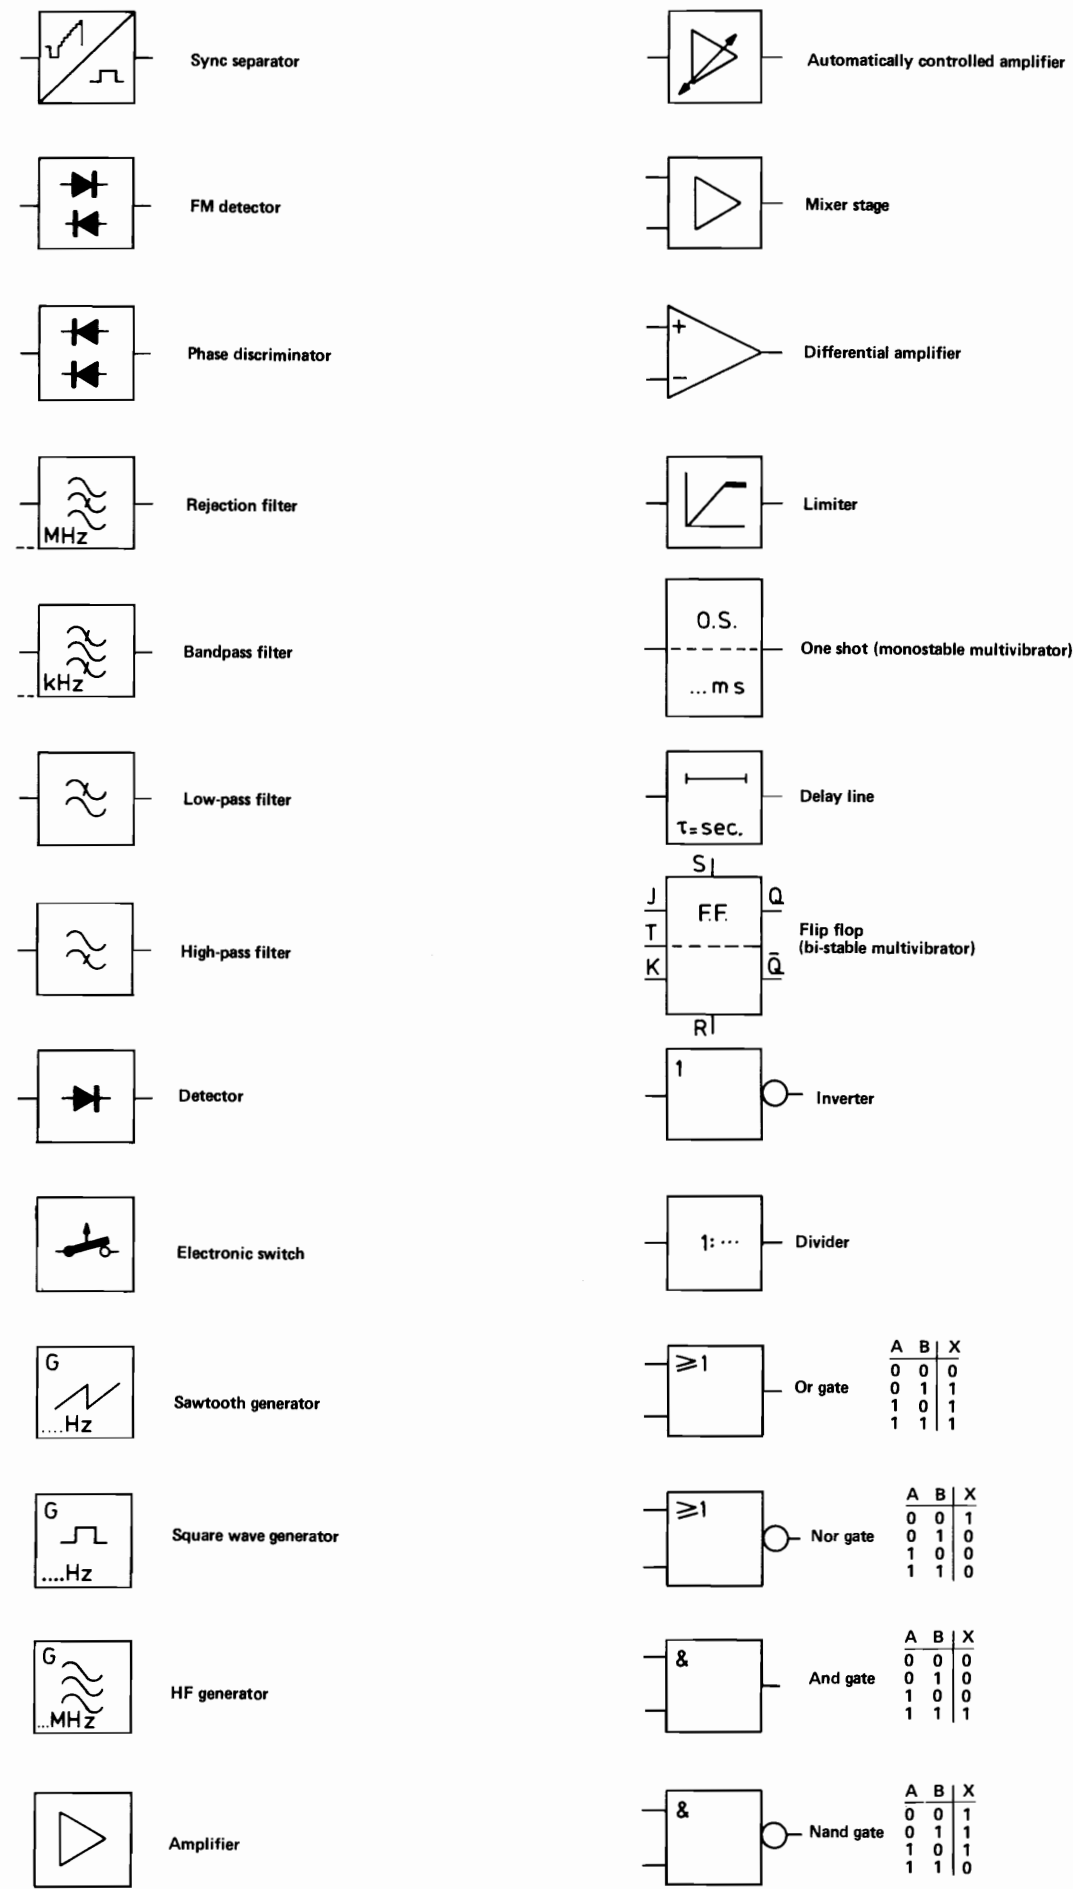 Sync separator
FM detector
Phase discriminator
MHz
Rejection filter
kHz
Bandpass filter
Low-pass filter
High-pass filter
Detector
Electronic switch
G
....Hz
Sawtooth generator
G
....Hz
Square wave generator
G
...MHz
HF generator
Amplifier
Automatically controlled amplifier
Mixer stage
+
−
Differential amplifier
Limiter
O.S.
...ms
One shot (monostable multivibrator)
τ=sec.
Delay line
S
J
T
K
F.F.
Q
Q̄
R
Flip flop
(bi-stable multivibrator)
1
Inverter
1:...
Divider
⩾1
Or gate
A B X
0 0 0
0 1 1
1 0 1
1 1 1
⩾1
Nor gate
A B X
0 0 1
0 1 0
1 0 0
1 1 0
&
And gate
A B X
0 0 0
0 1 0
1 0 0
1 1 1
&
Nand gate
A B X
0 0 1
0 1 1
1 0 1
1 1 0